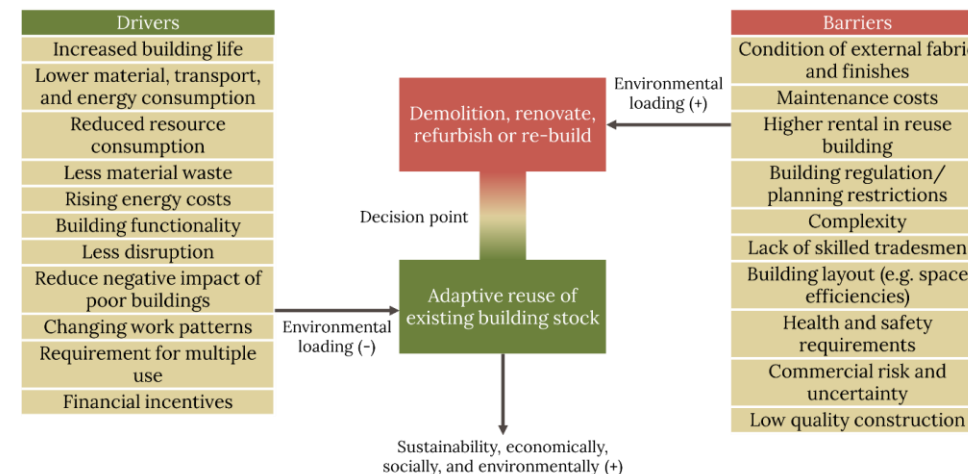 Drivers
Increased building life
Lower material, transport,
and energy consumption
Reduced resource
consumption
Less material waste
Rising energy costs
Building functionality
Less disruption
Reduce negative impact of
poor buildings
Changing work patterns
Requirement for multiple
use
Financial incentives
Environmental
loading (-)
Demolition, renovate,
refurbish or re-build
Decision point
Adaptive reuse of
existing building stock
Sustainability, economically,
socially, and environmentally (+)
Environmental
loading (+)
Barriers
Condition of external fabric
and finishes
Maintenance costs
Higher rental in reuse
building
Building regulation/
planning restrictions
Complexity
Lack of skilled tradesmen
Building layout (e.g. space
efficiencies)
Health and safety
requirements
Commercial risk and
uncertainty
Low quality construction